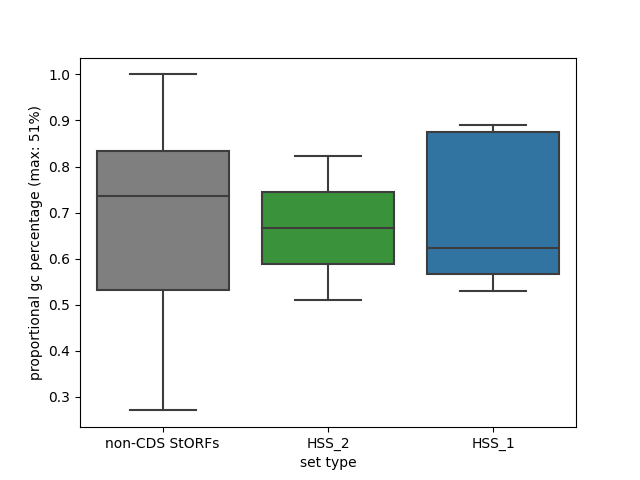 proportional gc percentage (max: 51%)
1.0
0.9
0.8
0.7
0.6
0.5
0.4
0.3
non-CDS StORFs HSS_2 HSS_1
set type